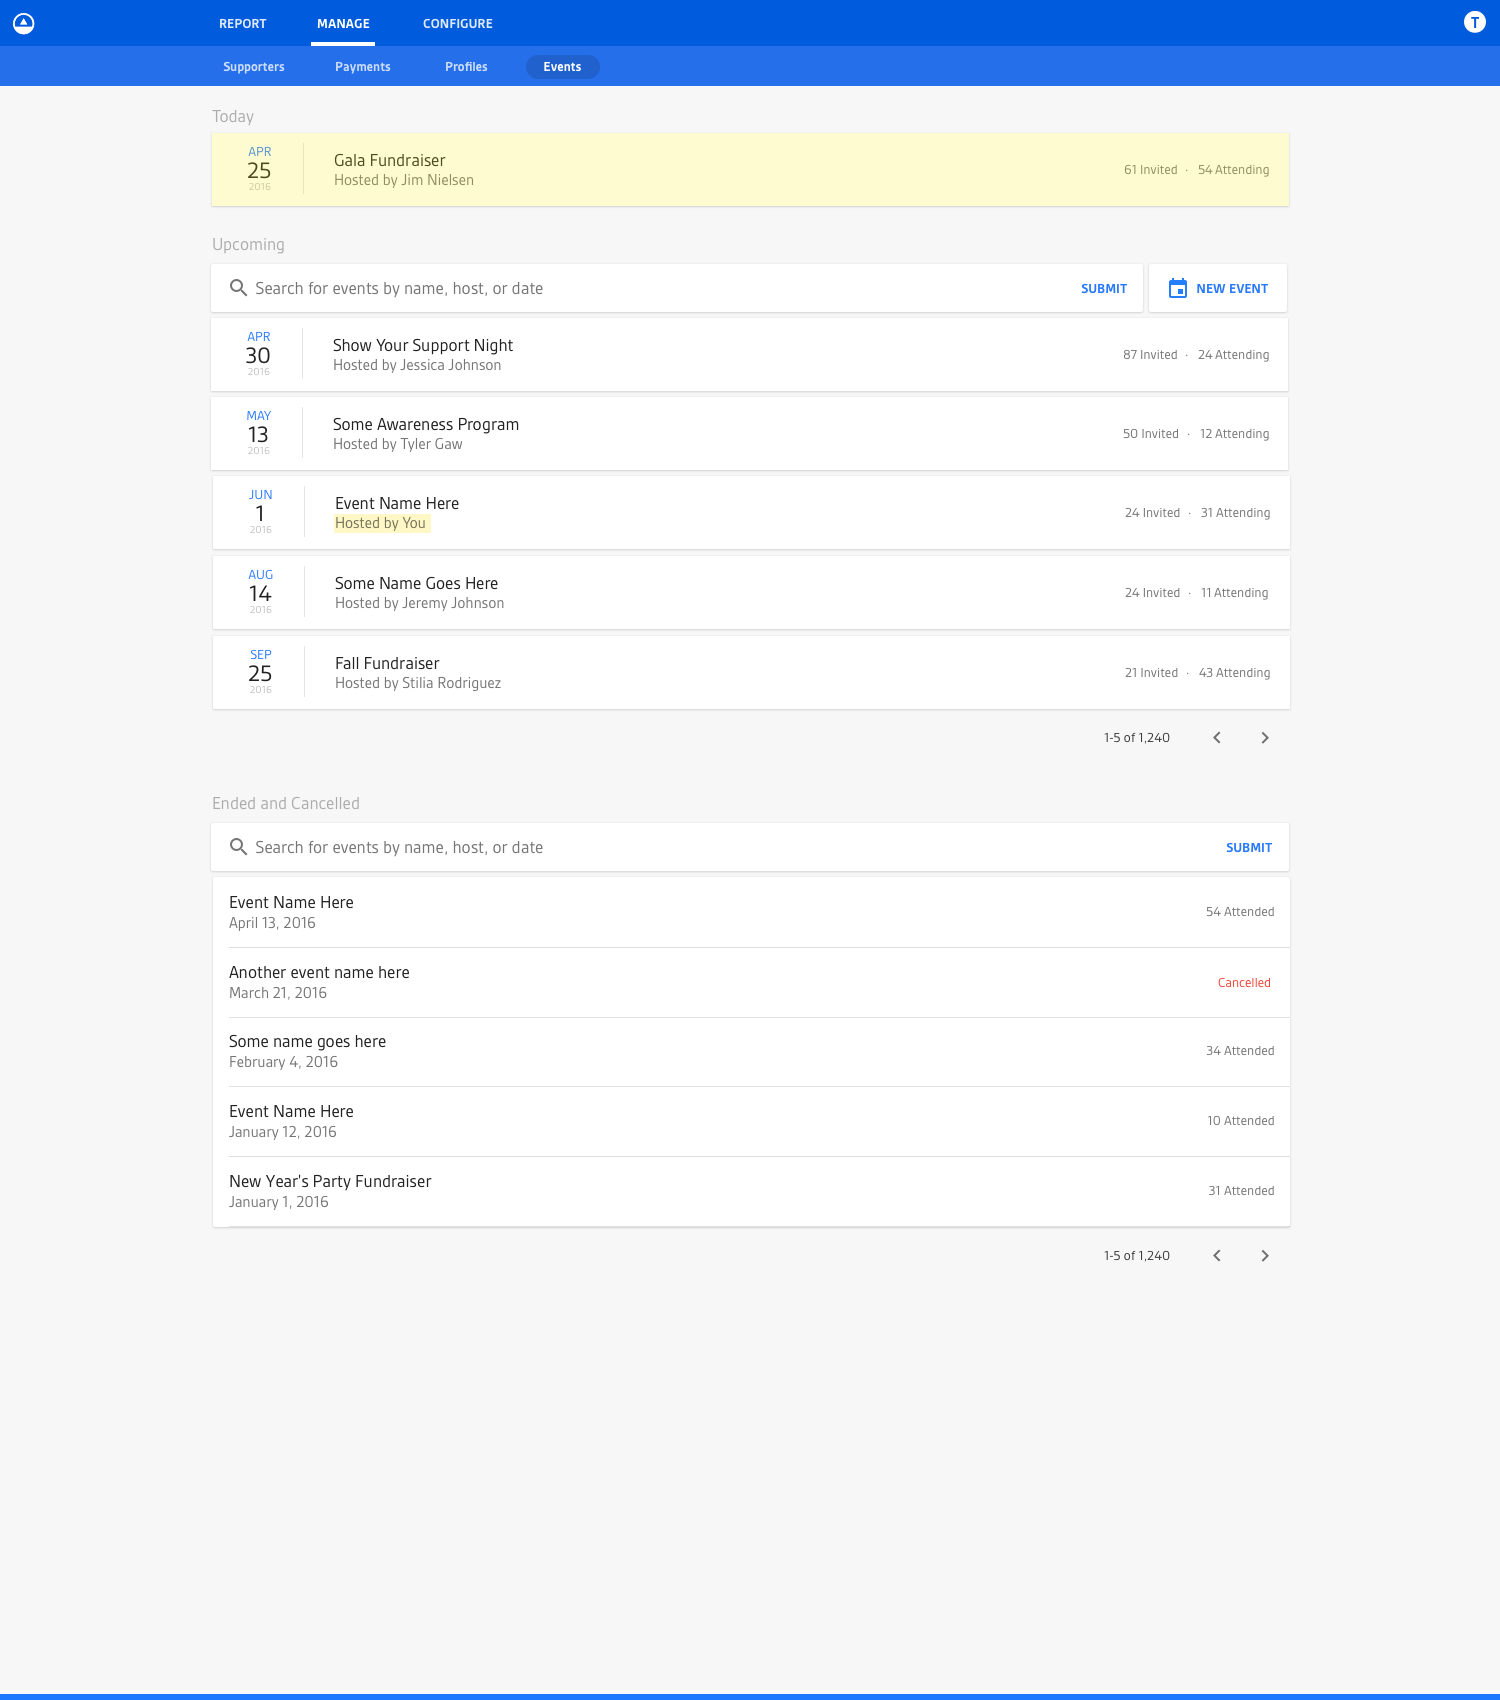 REPORT MANAGE CONFIGURE T
Supporters Payments Profiles Events
Today
APR
25
2016
Gala Fundraiser
Hosted by Jim Nielsen
61 Invited · 54 Attending
Upcoming
Search for events by name, host, or date SUBMIT NEW EVENT
APR
30
2016
Show Your Support Night
Hosted by Jessica Johnson
87 Invited · 24 Attending
MAY
13
2016
Some Awareness Program
Hosted by Tyler Gaw
50 Invited · 12 Attending
JUN
1
2016
Event Name Here
Hosted by You
24 Invited · 31 Attending
AUG
14
2016
Some Name Goes Here
Hosted by Jeremy Johnson
24 Invited · 11 Attending
SEP
25
2016
Fall Fundraiser
Hosted by Stilia Rodriguez
21 Invited · 43 Attending
1-5 of 1,240
Ended and Cancelled
Search for events by name, host, or date SUBMIT
Event Name Here
April 13, 2016
54 Attended
Another event name here
March 21, 2016
Cancelled
Some name goes here
February 4, 2016
34 Attended
Event Name Here
January 12, 2016
10 Attended
New Year's Party Fundraiser
January 1, 2016
31 Attended
1-5 of 1,240